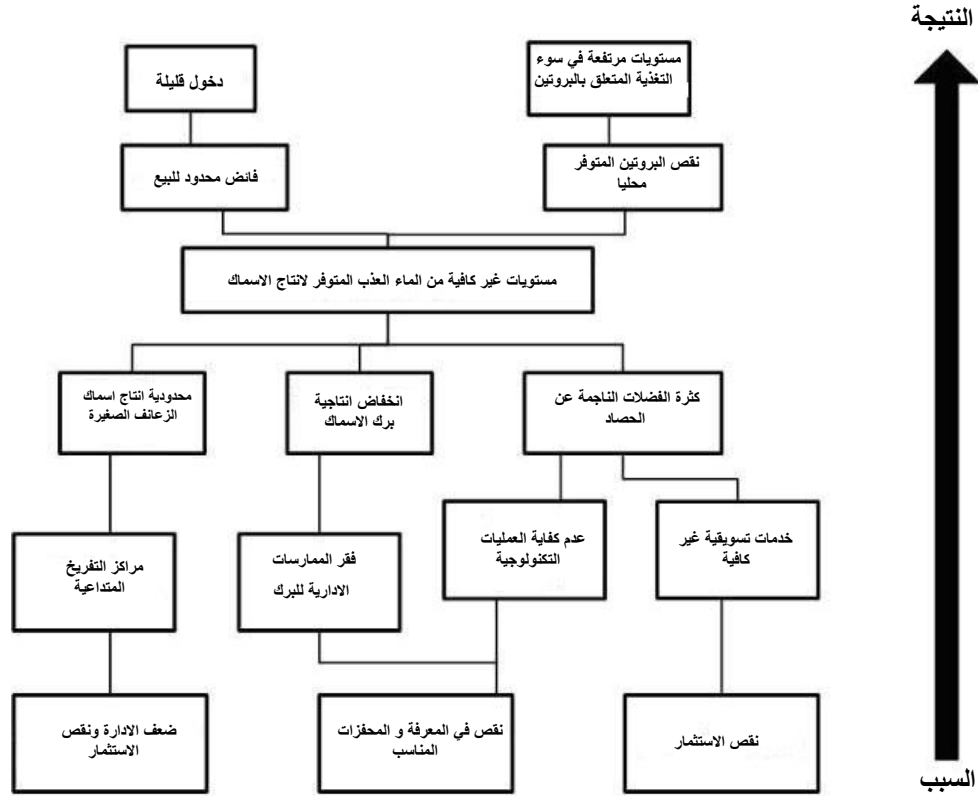 النتيجة
مستويات مرتفعة في سوء
التغذية المتعلق بالبروتين
دخول قليلة
نقص البروتين المتوفر
محليا
فائض محدود للبيع
مستويات غير كافية من الماء العذب المتوفر لانتاج الاسماك
كثرة الفضلات الناجمة عن
الحصاد
انخفاض انتاجية
برك الاسماك
محدودية انتاج اسماك
الزعانف الصغيرة
خدمات تسويقية غير
كافية
عدم كفاية العمليات
التكنولوجية
فقر الممارسات
الادارية للبرك
مراكز التفريخ
المتداعية
نقص الاستثمار
نقص في المعرفة و المحفزات
المناسب
ضعف الادارة ونقص
الاستثمار
السبب